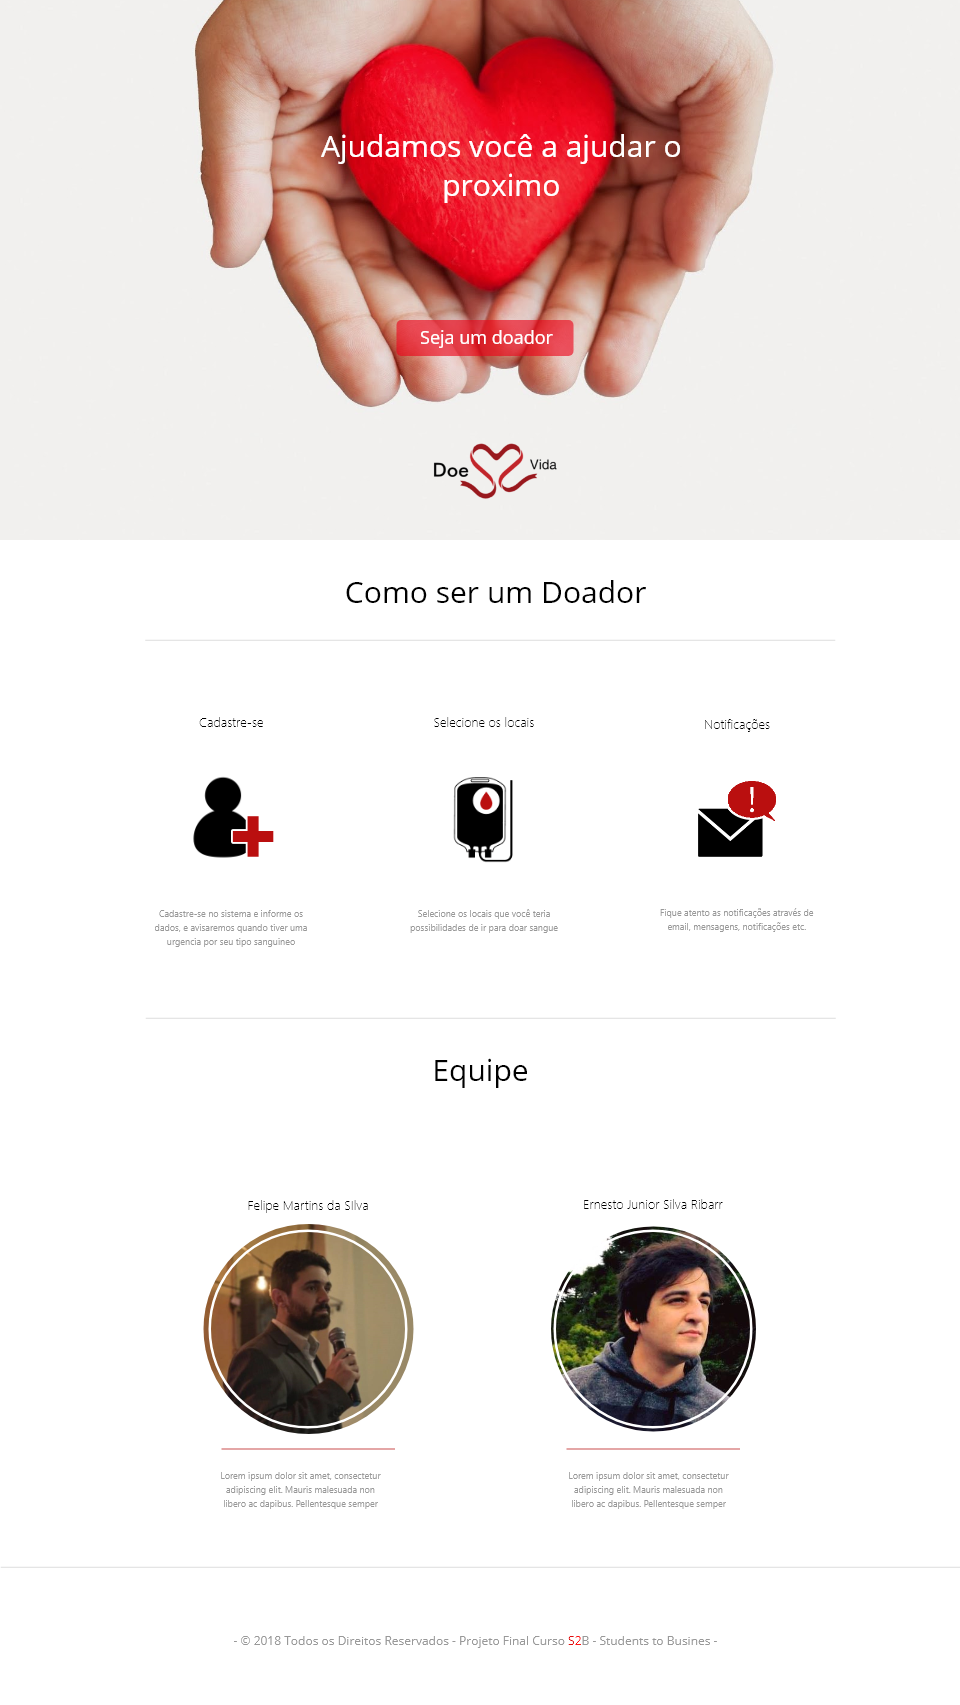 Ajudamos você a ajudar o
proximo
Seja um doador
Doe Vida
Como ser um Doador
Cadastre-se
Selecione os locais
Notificações
!
Cadastre-se no sistema e informe os
dados, e avisaremos quando tiver uma
urgencia por seu tipo sanguineo
Selecione os locais que você teria
possibilidades de ir para doar sangue
Fique atento as notificações através de
email, mensagens, notificações etc.
Equipe
Felipe Martins da SIlva
Ernesto Junior Silva Ribarr
Lorem ipsum dolor sit amet, consectetur
adipiscing elit. Mauris malesuada non
libero ac dapibus. Pellentesque semper
Lorem ipsum dolor sit amet, consectetur
adipiscing elit. Mauris malesuada non
libero ac dapibus. Pellentesque semper
- © 2018 Todos os Direitos Reservados - Projeto Final Curso S2B - Students to Busines -